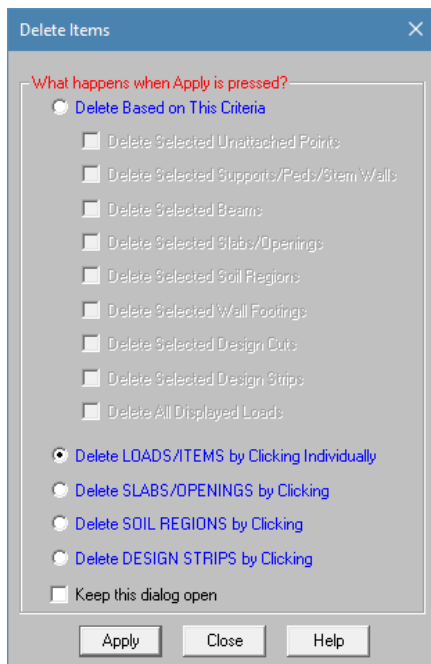 Delete Items
What happens when Apply is pressed?
Delete Based on This Criteria
Delete Selected Unattached Points
Delete Selected Supports/Peds/Stem Walls
Delete Selected Beams
Delete Selected Slabs/Openings
Delete Selected Soil Regions
Delete Selected Wall Footings
Delete Selected Design Cuts
Delete Selected Design Strips
Delete All Displayed Loads
Delete LOADS/ITEMS by Clicking Individually
Delete SLABS/OPENINGS by Clicking
Delete SOIL REGIONS by Clicking
Delete DESIGN STRIPS by Clicking
Keep this dialog open
Apply Close Help